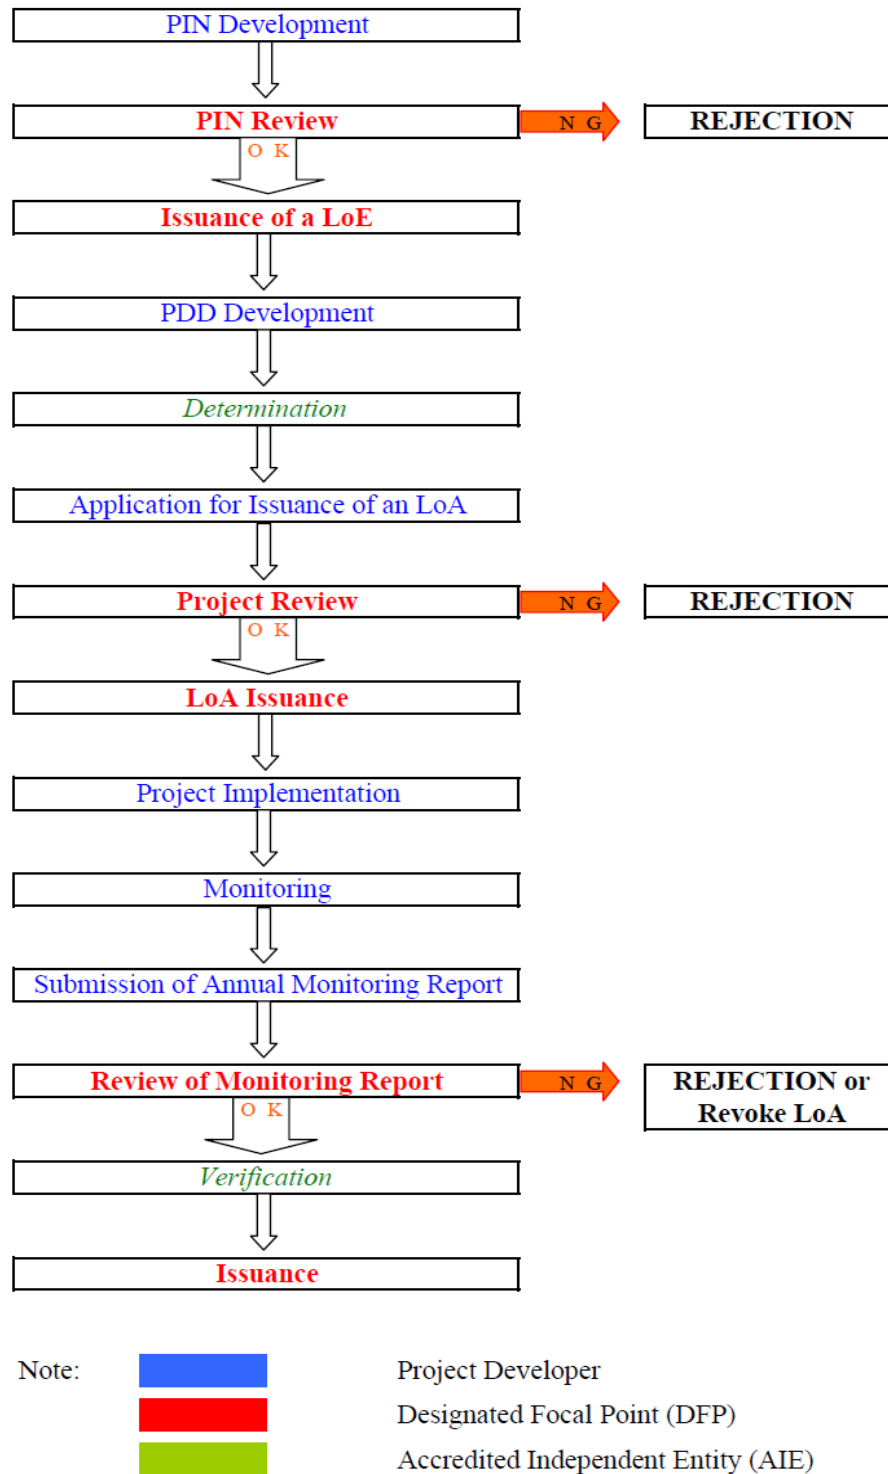 PIN Development
PIN Review
N G
REJECTION
O K
Issuance of a LoE
PDD Development
Determination
Application for Issuance of an LoA
Project Review
N G
REJECTION
O K
LoA Issuance
Project Implementation
Monitoring
Submission of Annual Monitoring Report
Review of Monitoring Report
N G
REJECTION or
Revoke LoA
O K
Verification
Issuance
Note:
Project Developer
Designated Focal Point (DFP)
Accredited Independent Entity (AIE)